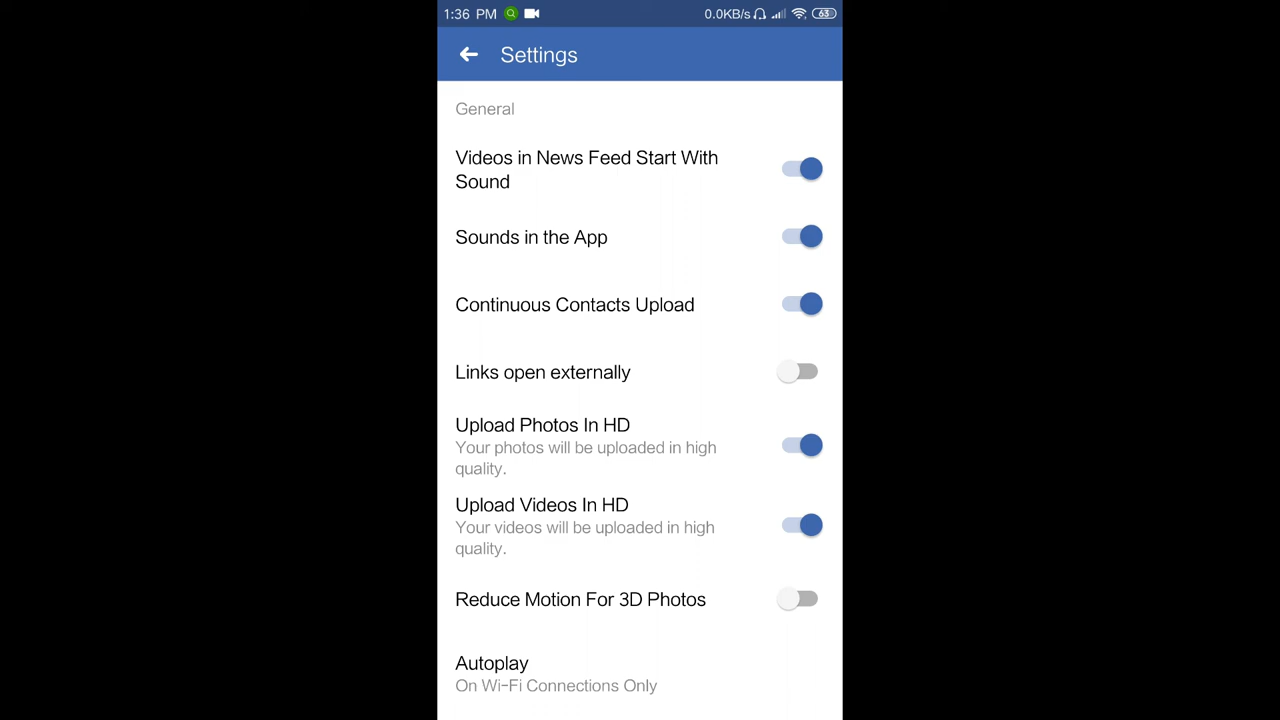 1:36 PM 0.0KB/s 63
Settings
General
Videos in News Feed Start With
Sound
Sounds in the App
Continuous Contacts Upload
Links open externally
Upload Photos In HD
Your photos will be uploaded in high
quality.
Upload Videos In HD
Your videos will be uploaded in high
quality.
Reduce Motion For 3D Photos
Autoplay
On Wi-Fi Connections Only